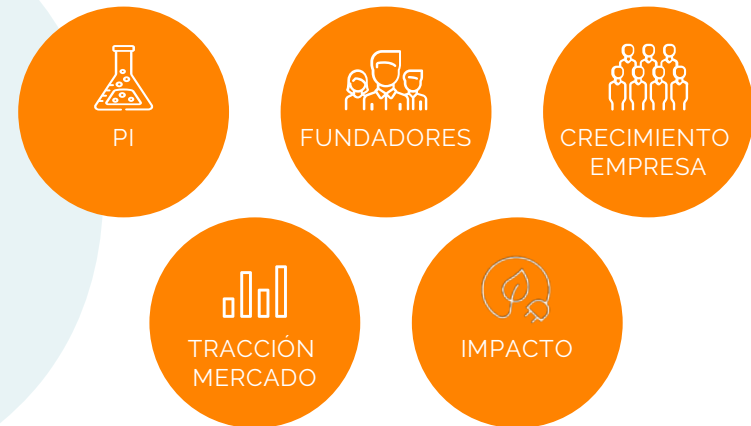 PI
FUNDADORES
CRECIMIENTO
EMPRESA
TRACCIÓN
MERCADO
IMPACTO